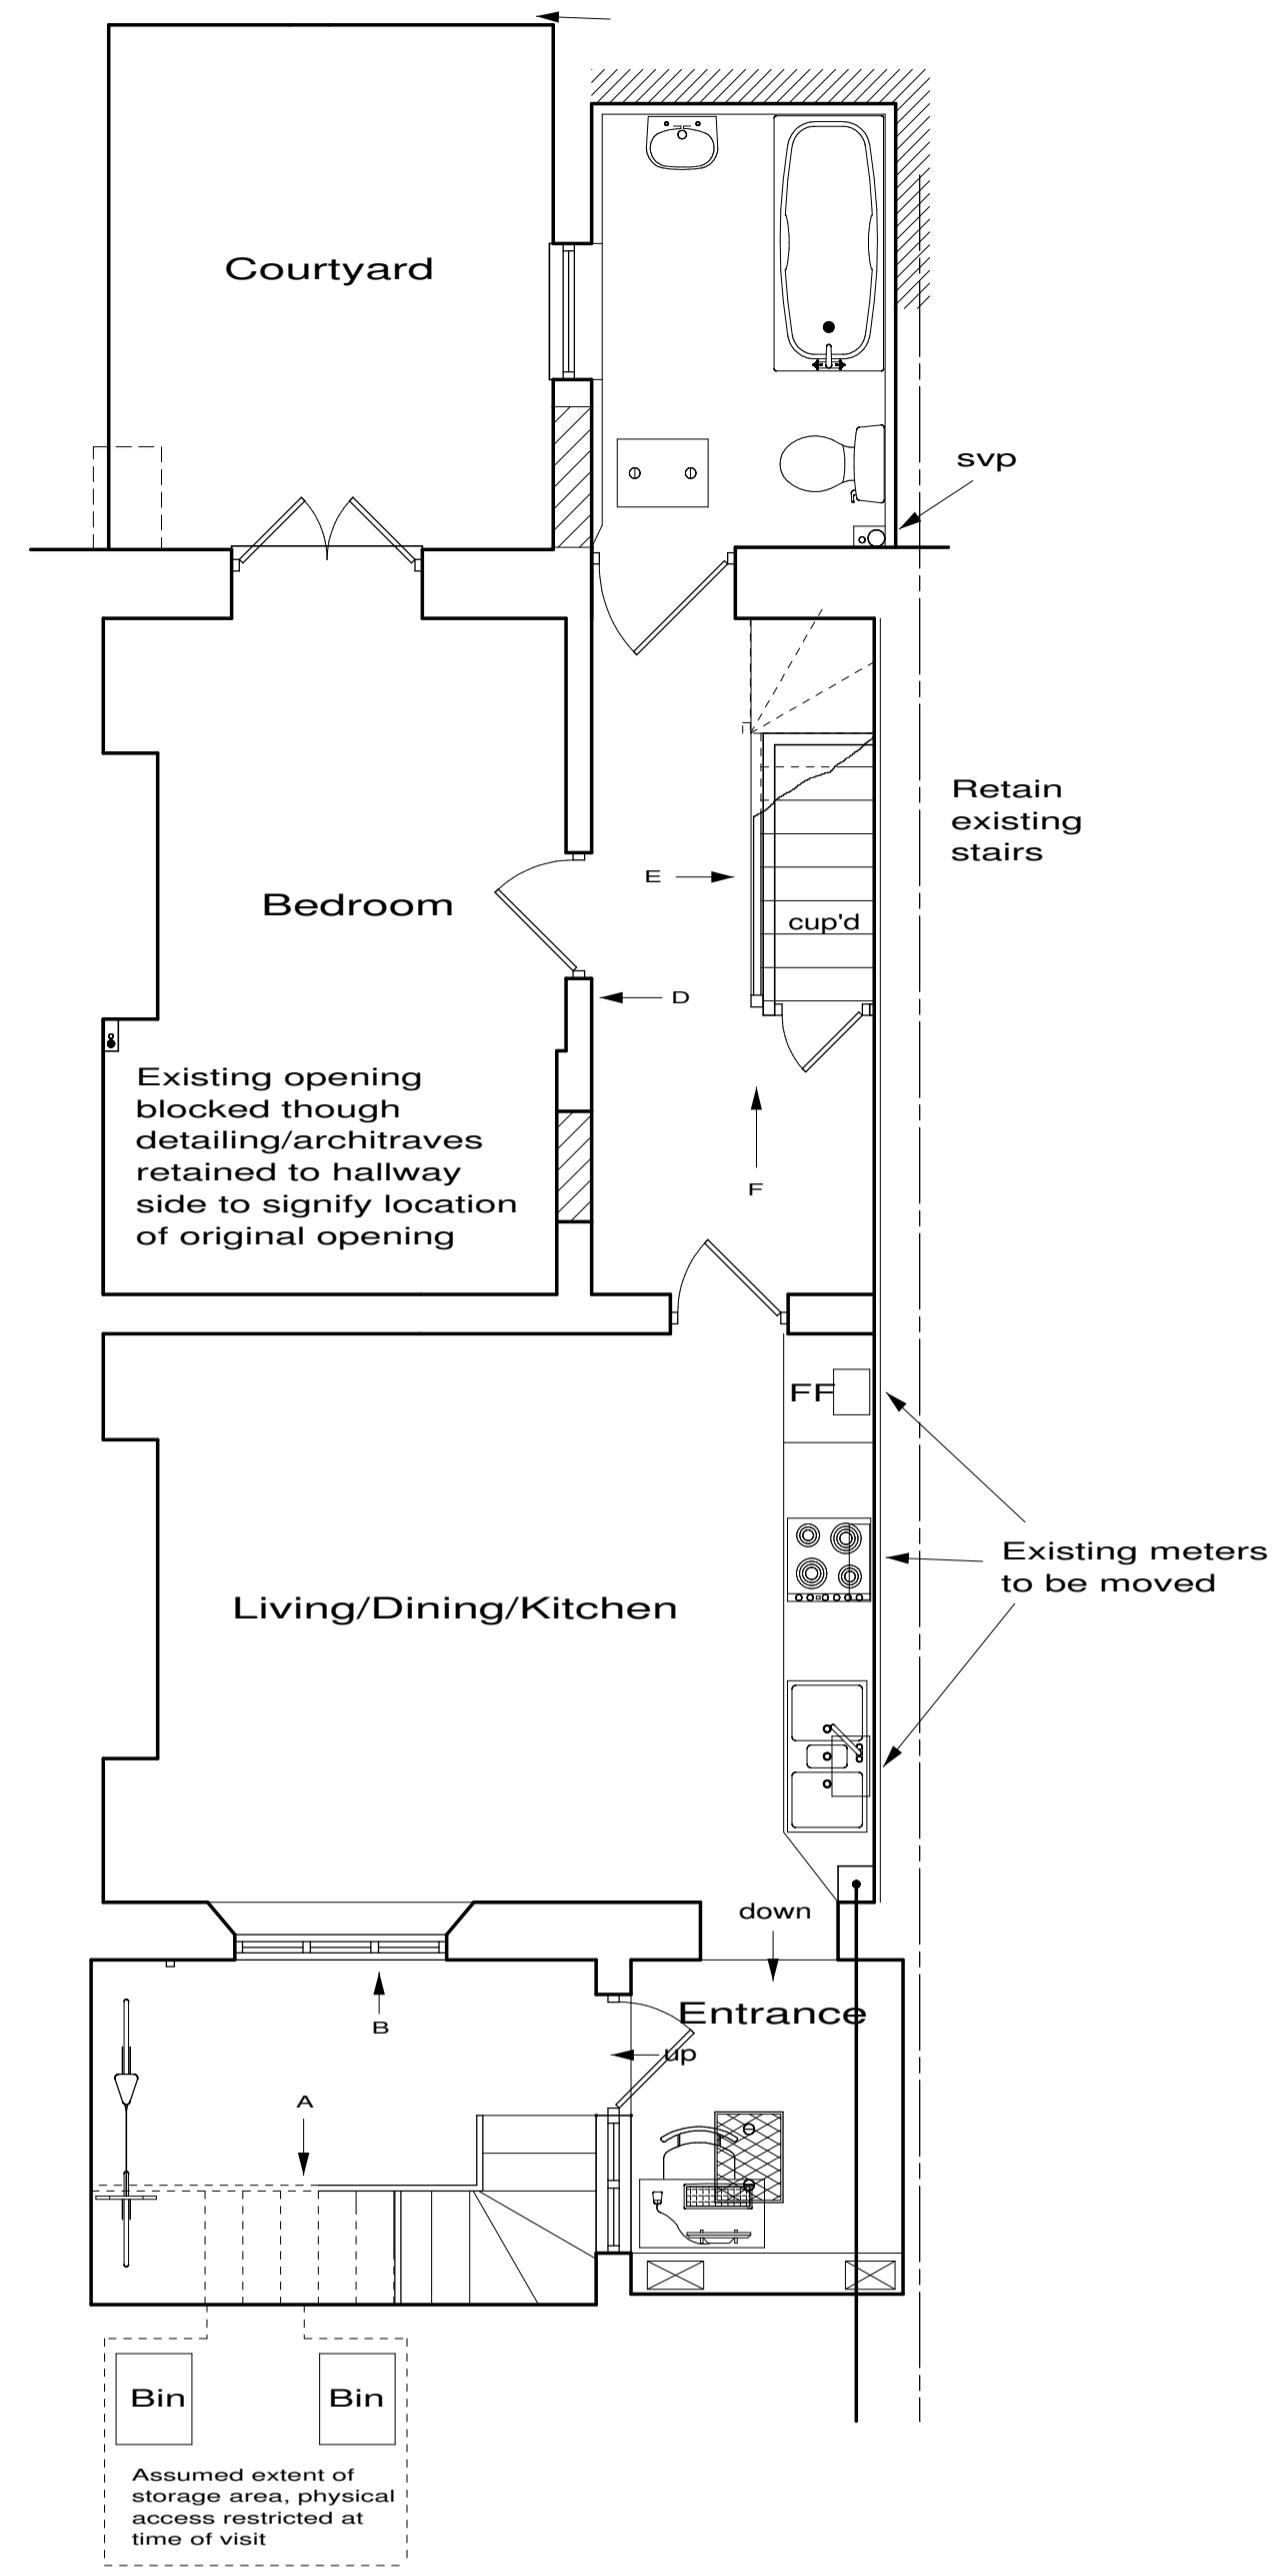 Courtyard
svp
Retain
existing
stairs
E
Bedroom
cup'd
D
Existing opening
blocked though
detailing/architraves
retained to hallway
side to signify location
of original opening
F
FF
Existing meters
to be moved
Living/Dining/Kitchen
down
Entrance
B
up
A
Bin
Bin
Assumed extent of
storage area, physical
access restricted at
time of visit